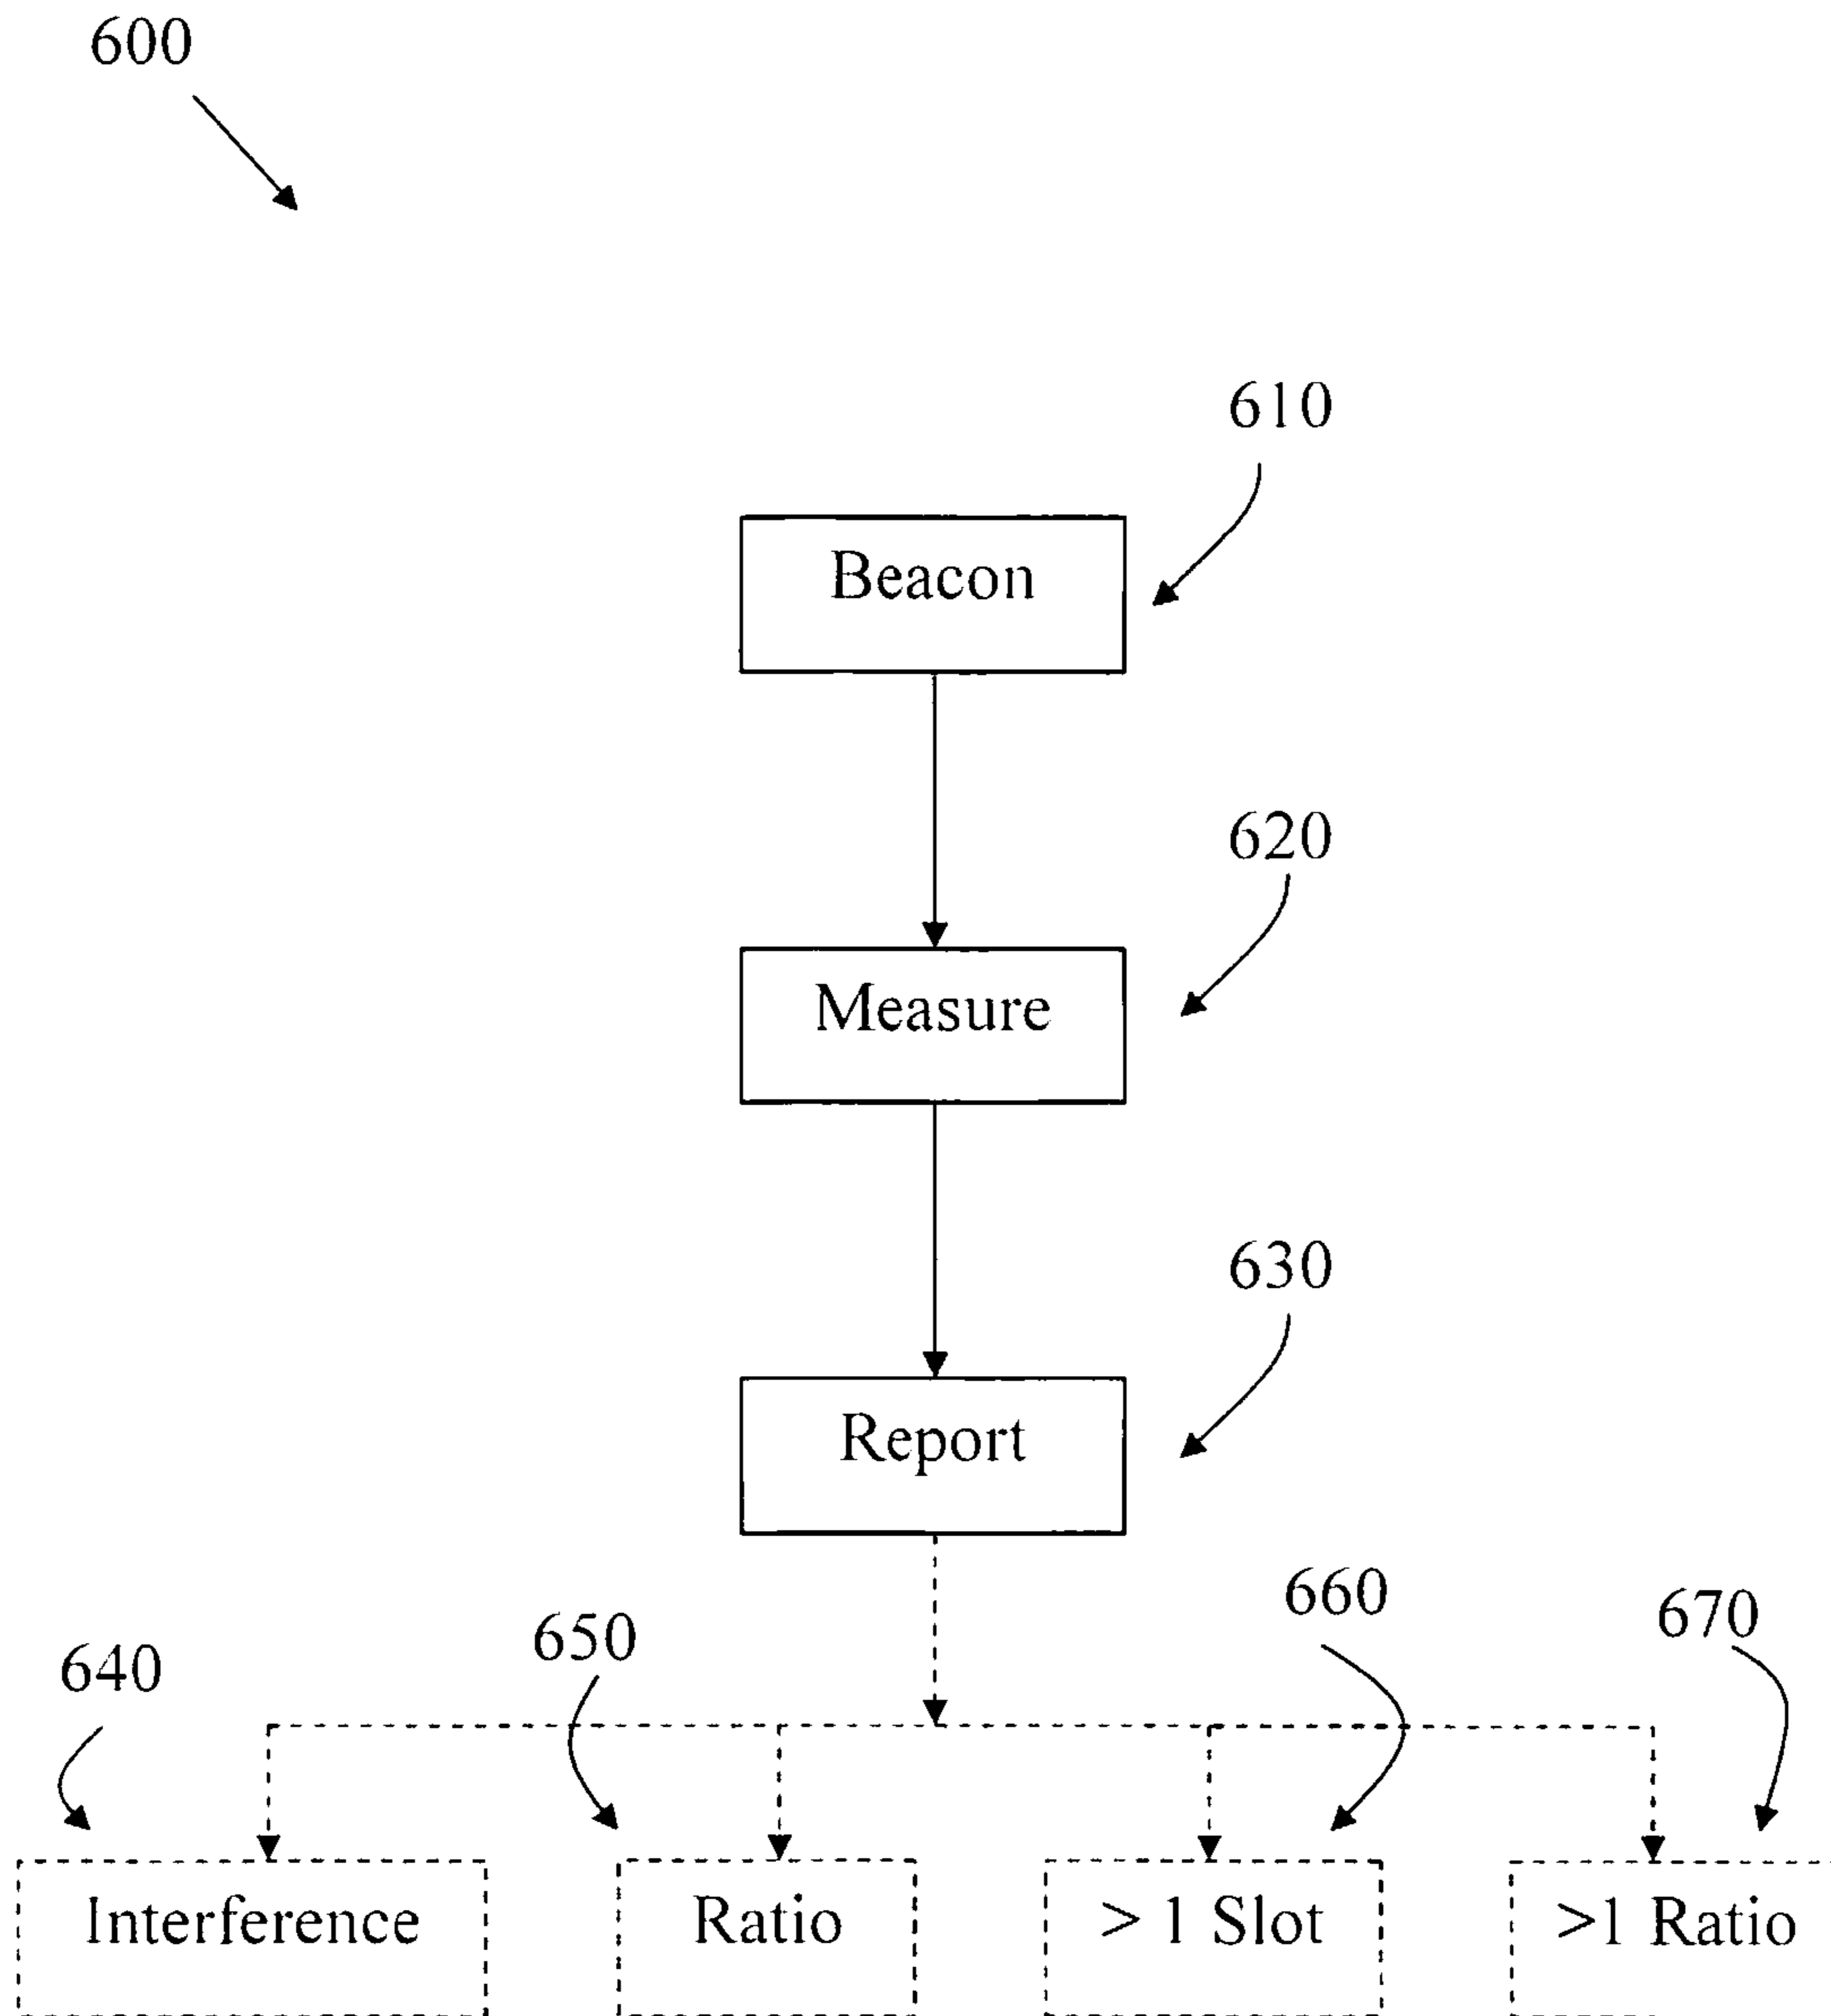 600
610
Beacon
620
Measure
630
Report
660
670
650
640
Interference
Ratio
> 1 Slot
>1 Ratio